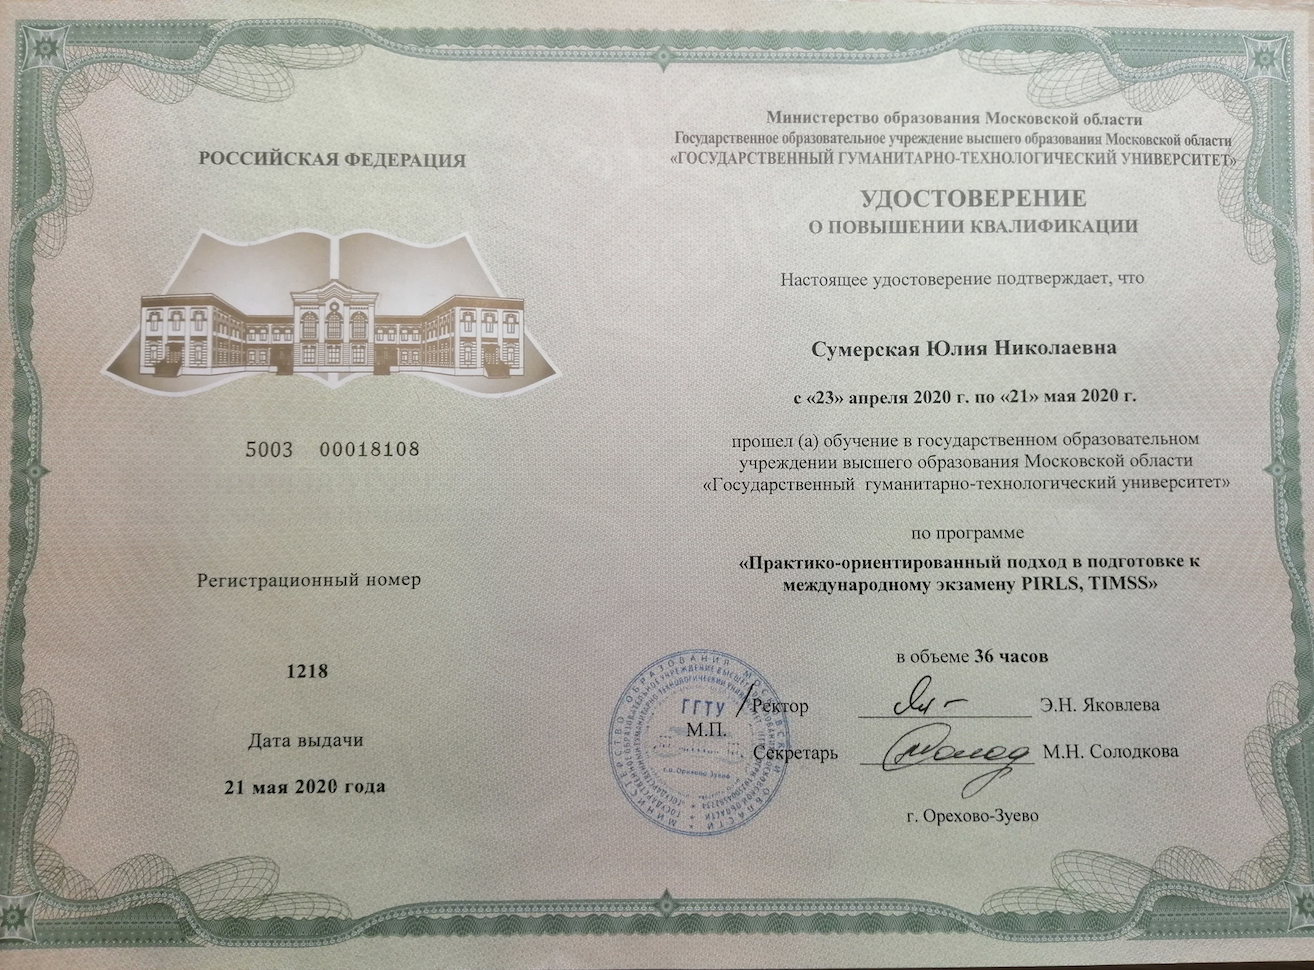 РОССИЙСКАЯ ФЕДЕРАЦИЯ
5003 00018108
Регистрационный номер
1218
Дата выдачи
21 мая 2020 года
Министерство образования Московской области
Государственное образовательное учреждение высшего образования Московской области
«ГОСУДАРСТВЕННЫЙ ГУМАНИТАРНО-ТЕХНОЛОГИЧЕСКИЙ УНИВЕРСИТЕТ»
УДОСТОВЕРЕНИЕ
О ПОВЫШЕНИИ КВАЛИФИКАЦИИ
Настоящее удостоверение подтверждает, что
Сумерская Юлия Николаевна
с «23» апреля 2020 г. по «21» мая 2020 г.
прошел (а) обучение в государственном образовательном
учреждении высшего образования Московской области
«Государственный гуманитарно-технологический университет»
по программе
«Практико-ориентированный подход в подготовке к
международному экзамену PIRLS, TIMSS»
в объеме 36 часов
Ректор Э.Н. Яковлева
М.П.
Секретарь М.Н. Солодкова
г. Орехово-Зуево
МИНИСТЕРСТВО ОБРАЗОВАНИЯ МОСКОВСКОЙ ОБЛАСТИ
ГГТУ
г.о. Орехово-Зуево